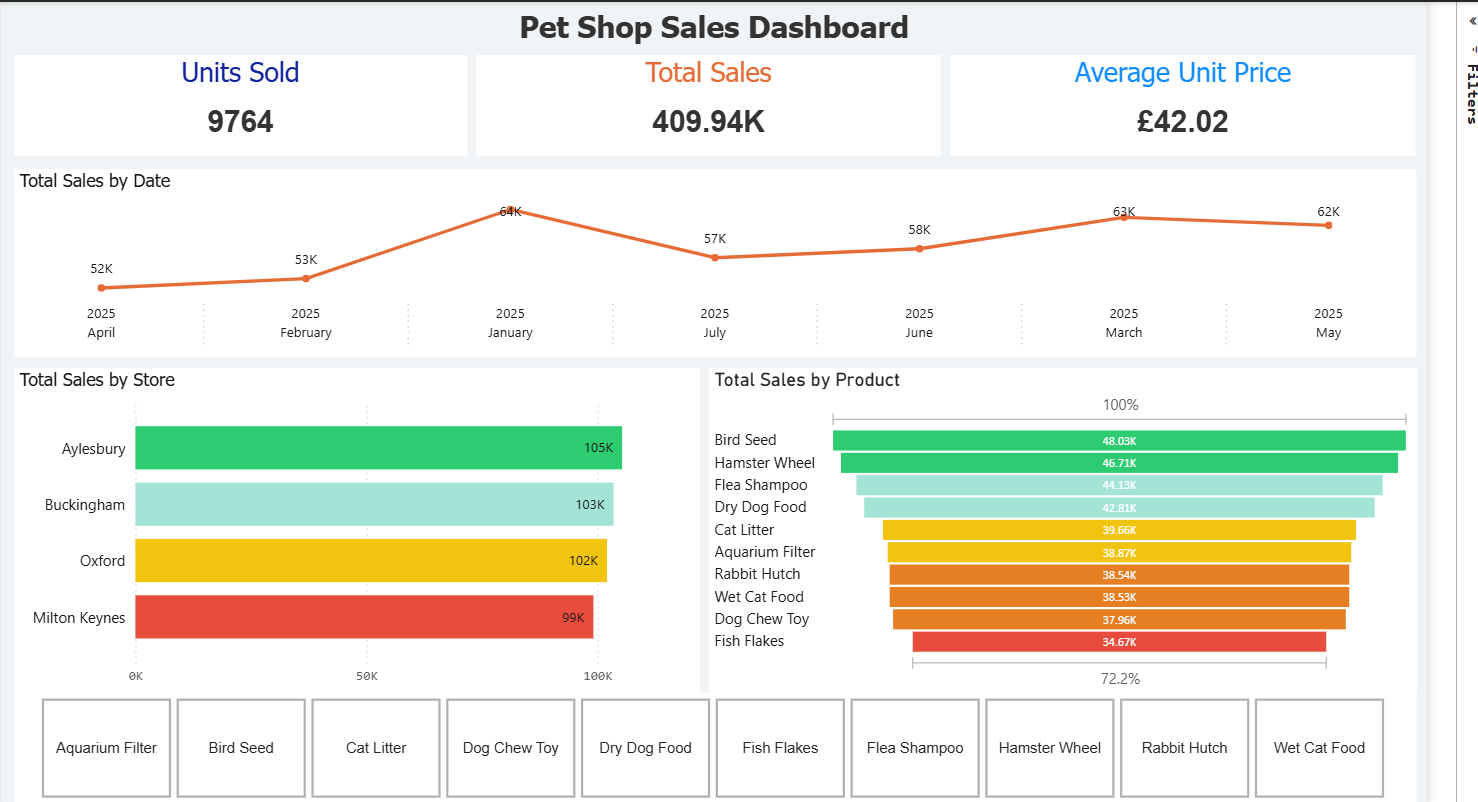 Pet Shop Sales Dashboard
Units Sold
9764
Total Sales
409.94K
Average Unit Price
£42.02
Filters
Total Sales by Date
52K
53K
64K
57K
58K
63K
62K
2025 2025 2025 2025 2025 2025 2025
April February January July June March May
Total Sales by Store
Aylesbury 105K
Buckingham 103K
Oxford 102K
Milton Keynes 99K
0K 50K 100K
Total Sales by Product
100%
Bird Seed 48.03K
Hamster Wheel 46.71K
Flea Shampoo 44.13K
Dry Dog Food 42.81K
Cat Litter 39.66K
Aquarium Filter 38.87K
Rabbit Hutch 38.54K
Wet Cat Food 38.53K
Dog Chew Toy 37.96K
Fish Flakes 34.67K
72.2%
Aquarium Filter Bird Seed Cat Litter Dog Chew Toy Dry Dog Food Fish Flakes Flea Shampoo Hamster Wheel Rabbit Hutch Wet Cat Food